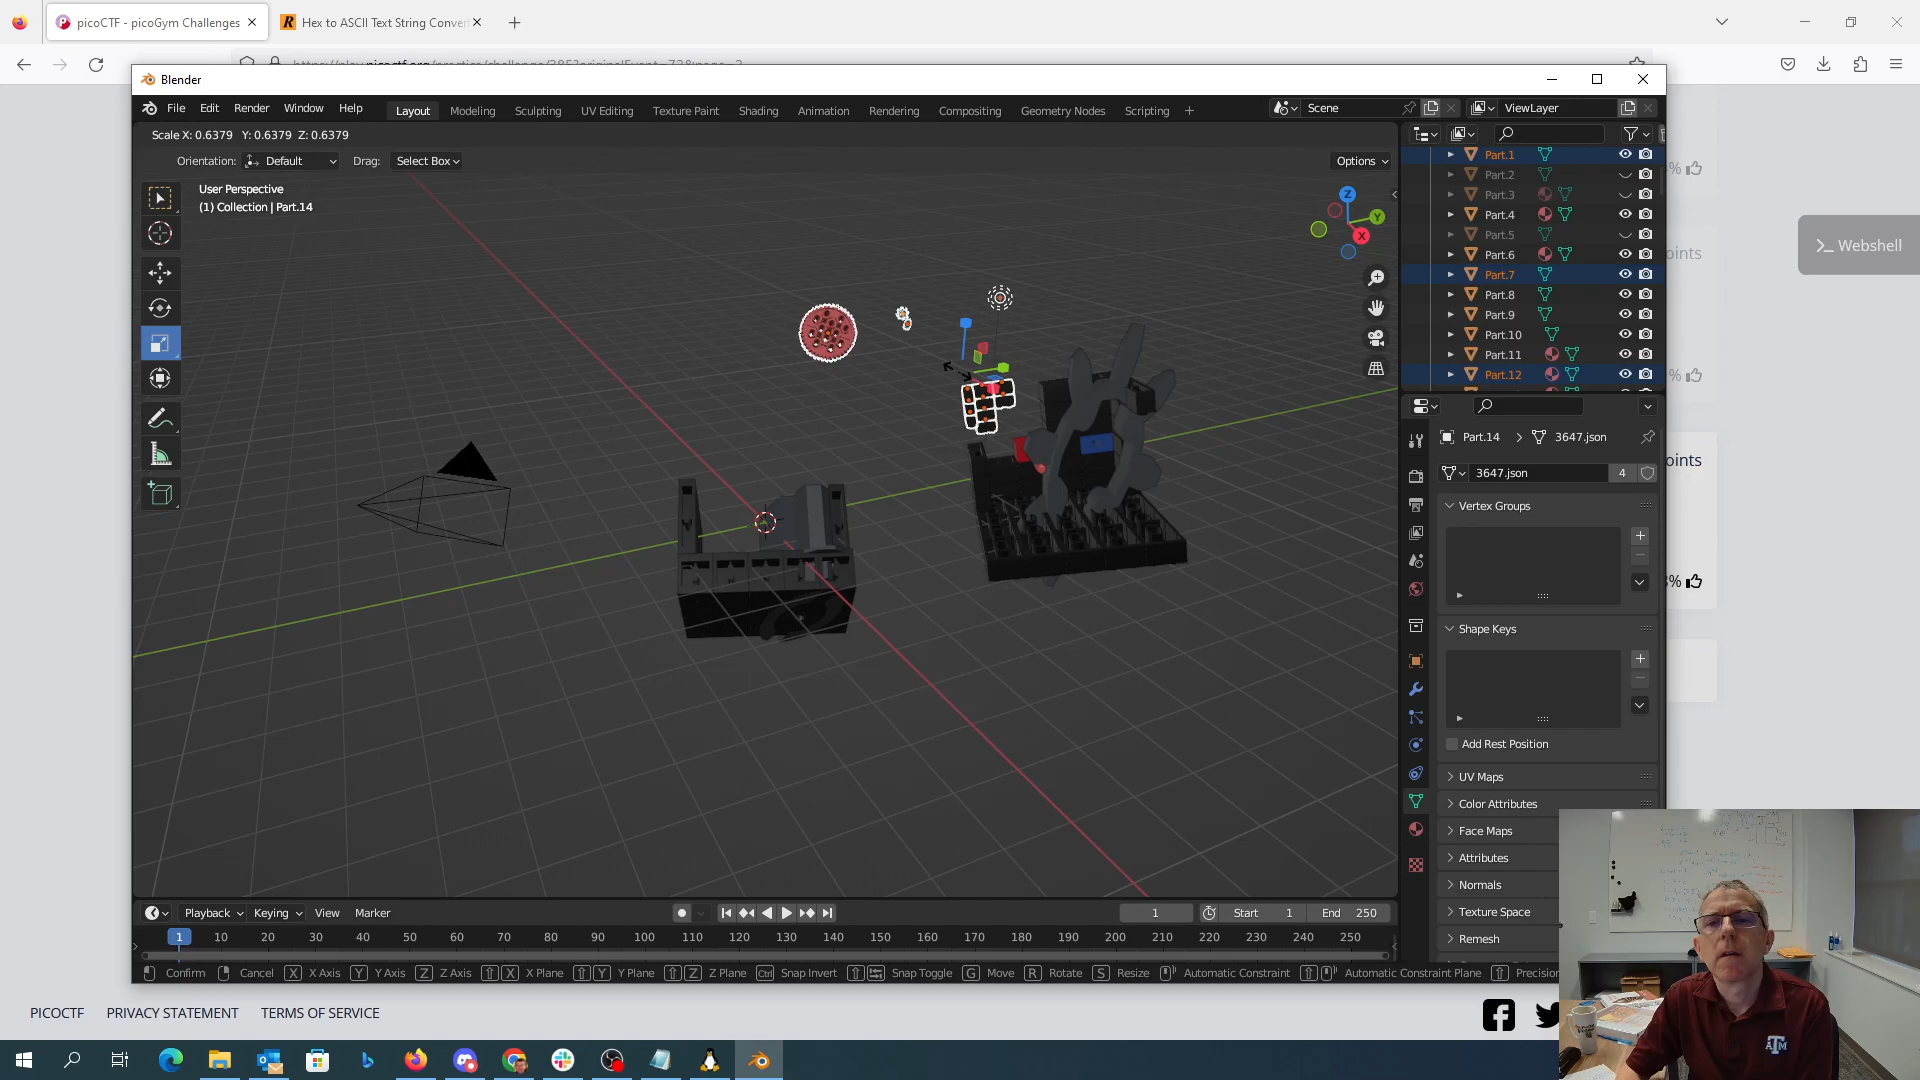 picoCTF - picoGym Challenges
Hex to ASCII Text String Conver
Blender
File Edit Render Window Help
Layout Modeling Sculpting UV Editing Texture Paint Shading Animation Rendering Compositing Geometry Nodes Scripting
Scene
ViewLayer
Scale X: 0.6379 Y: 0.6379 Z: 0.6379
Orientation: Default Drag: Select Box
Options
User Perspective
(1) Collection | Part.14
Z
Y
X
Part.1
Part.2
Part.3
Part.4
Part.5
Part.6
Part.7
Part.8
Part.9
Part.10
Part.11
Part.12
Webshell
oints
%
oints
%
Part.14 > 3647.json
3647.json 4
Vertex Groups
Shape Keys
Add Rest Position
UV Maps
Color Attributes
Face Maps
Attributes
Normals
Texture Space
Remesh
Playback Keying View Marker
1 Start 1 End 250
1 10 20 30 40 50 60 70 80 90 100 110 120 130 140 150 160 170 180 190 200 210 220 230 240 250
Confirm Cancel X X Axis Y Y Axis Z Z Axis X X Plane Y Y Plane Z Z Plane Ctrl Snap Invert Snap Toggle G Move R Rotate S Resize Automatic Constraint Automatic Constraint Plane Precision
PICOCTF PRIVACY STATEMENT TERMS OF SERVICE
ATM